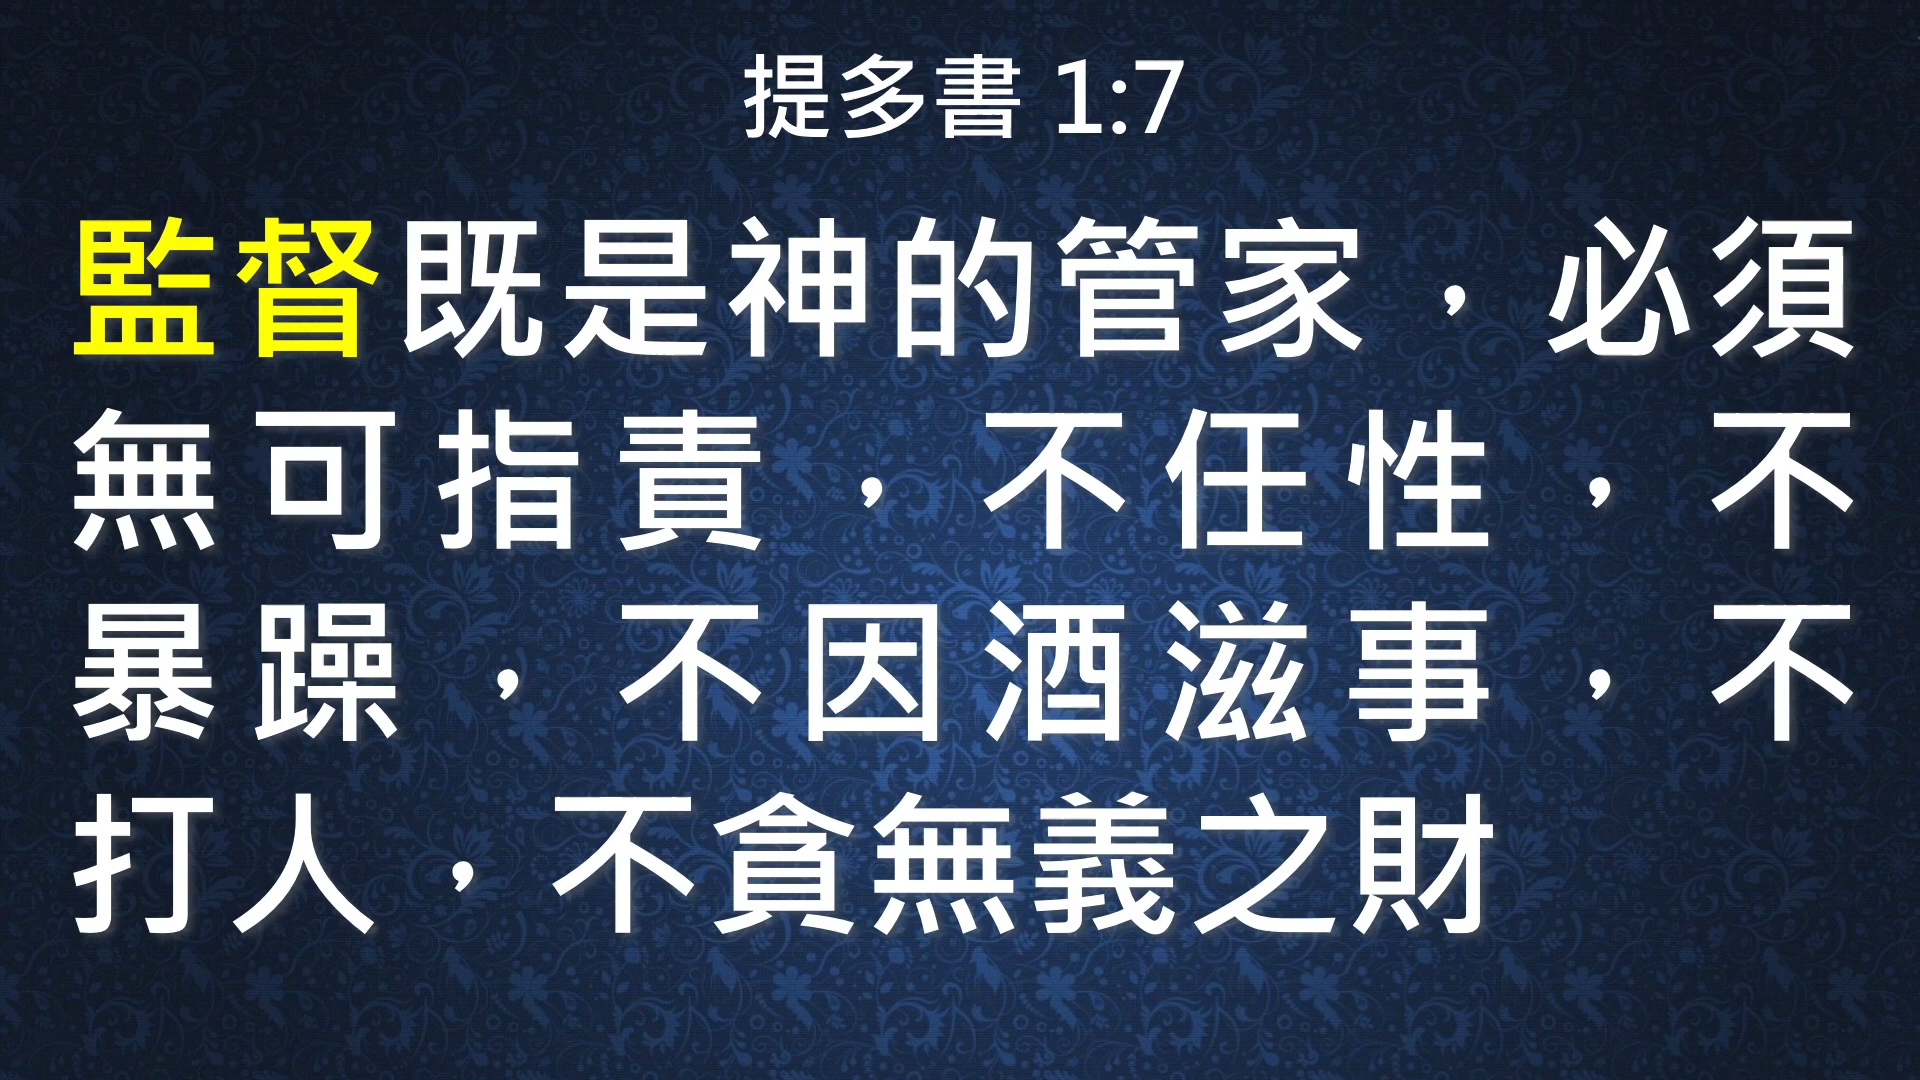 提多書 1:7
監督既是神的管家，必須
無可指責，不任性，不
暴躁，不因酒滋事，不
打人，不貪無義之財